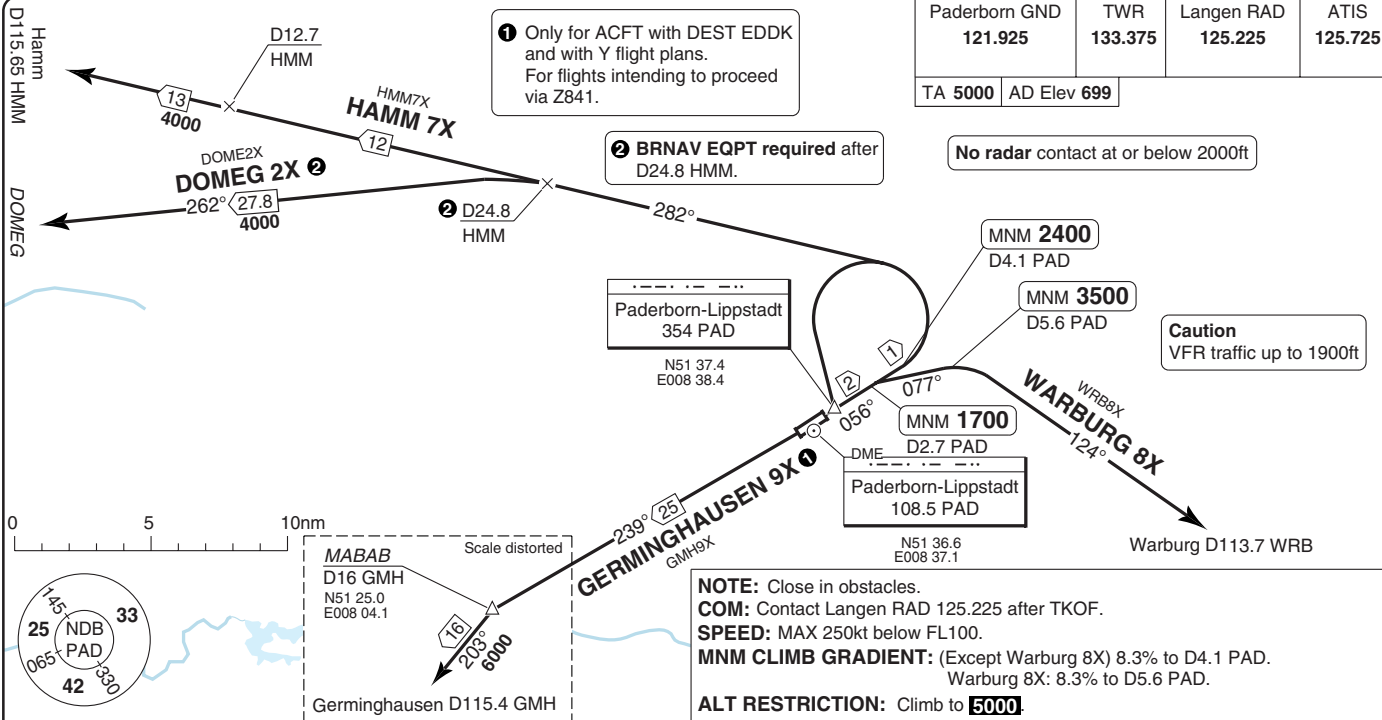 Hamm
D115.65 HMM
D12.7
HMM
❶ Only for ACFT with DEST EDDK
and with Y flight plans.
For flights intending to proceed
via Z841.
Paderborn GND
121.925
TWR
133.375
Langen RAD
125.225
ATIS
125.725
TA 5000
AD Elev 699
13
4000
HMM7X
HAMM 7X
12
DOME2X
DOMEG 2X ❷
262°
27.8
4000
DOMEG
❷ BRNAV EQPT required after
D24.8 HMM.
No radar contact at or below 2000ft
❷ D24.8
HMM
282°
MNM 2400
D4.1 PAD
MNM 3500
D5.6 PAD
Paderborn-Lippstadt
354 PAD
N51 37.4
E008 38.4
Caution
VFR traffic up to 1900ft
1
2
056°
077°
MNM 1700
D2.7 PAD
WRB8X
WARBURG 8X
124°
Warburg D113.7 WRB
DME
Paderborn-Lippstadt
108.5 PAD
N51 36.6
E008 37.1
239°
25
GERMINGHAUSEN 9X ❶
GMH9X
0 5 10nm
Scale distorted
MABAB
D16 GMH
N51 25.0
E008 04.1
16
203°
6000
Germinghausen D115.4 GMH
145
33
25
NDB
PAD
065
330
42
NOTE: Close in obstacles.
COM: Contact Langen RAD 125.225 after TKOF.
SPEED: MAX 250kt below FL100.
MNM CLIMB GRADIENT: (Except Warburg 8X) 8.3% to D4.1 PAD.
Warburg 8X: 8.3% to D5.6 PAD.
ALT RESTRICTION: Climb to 5000.